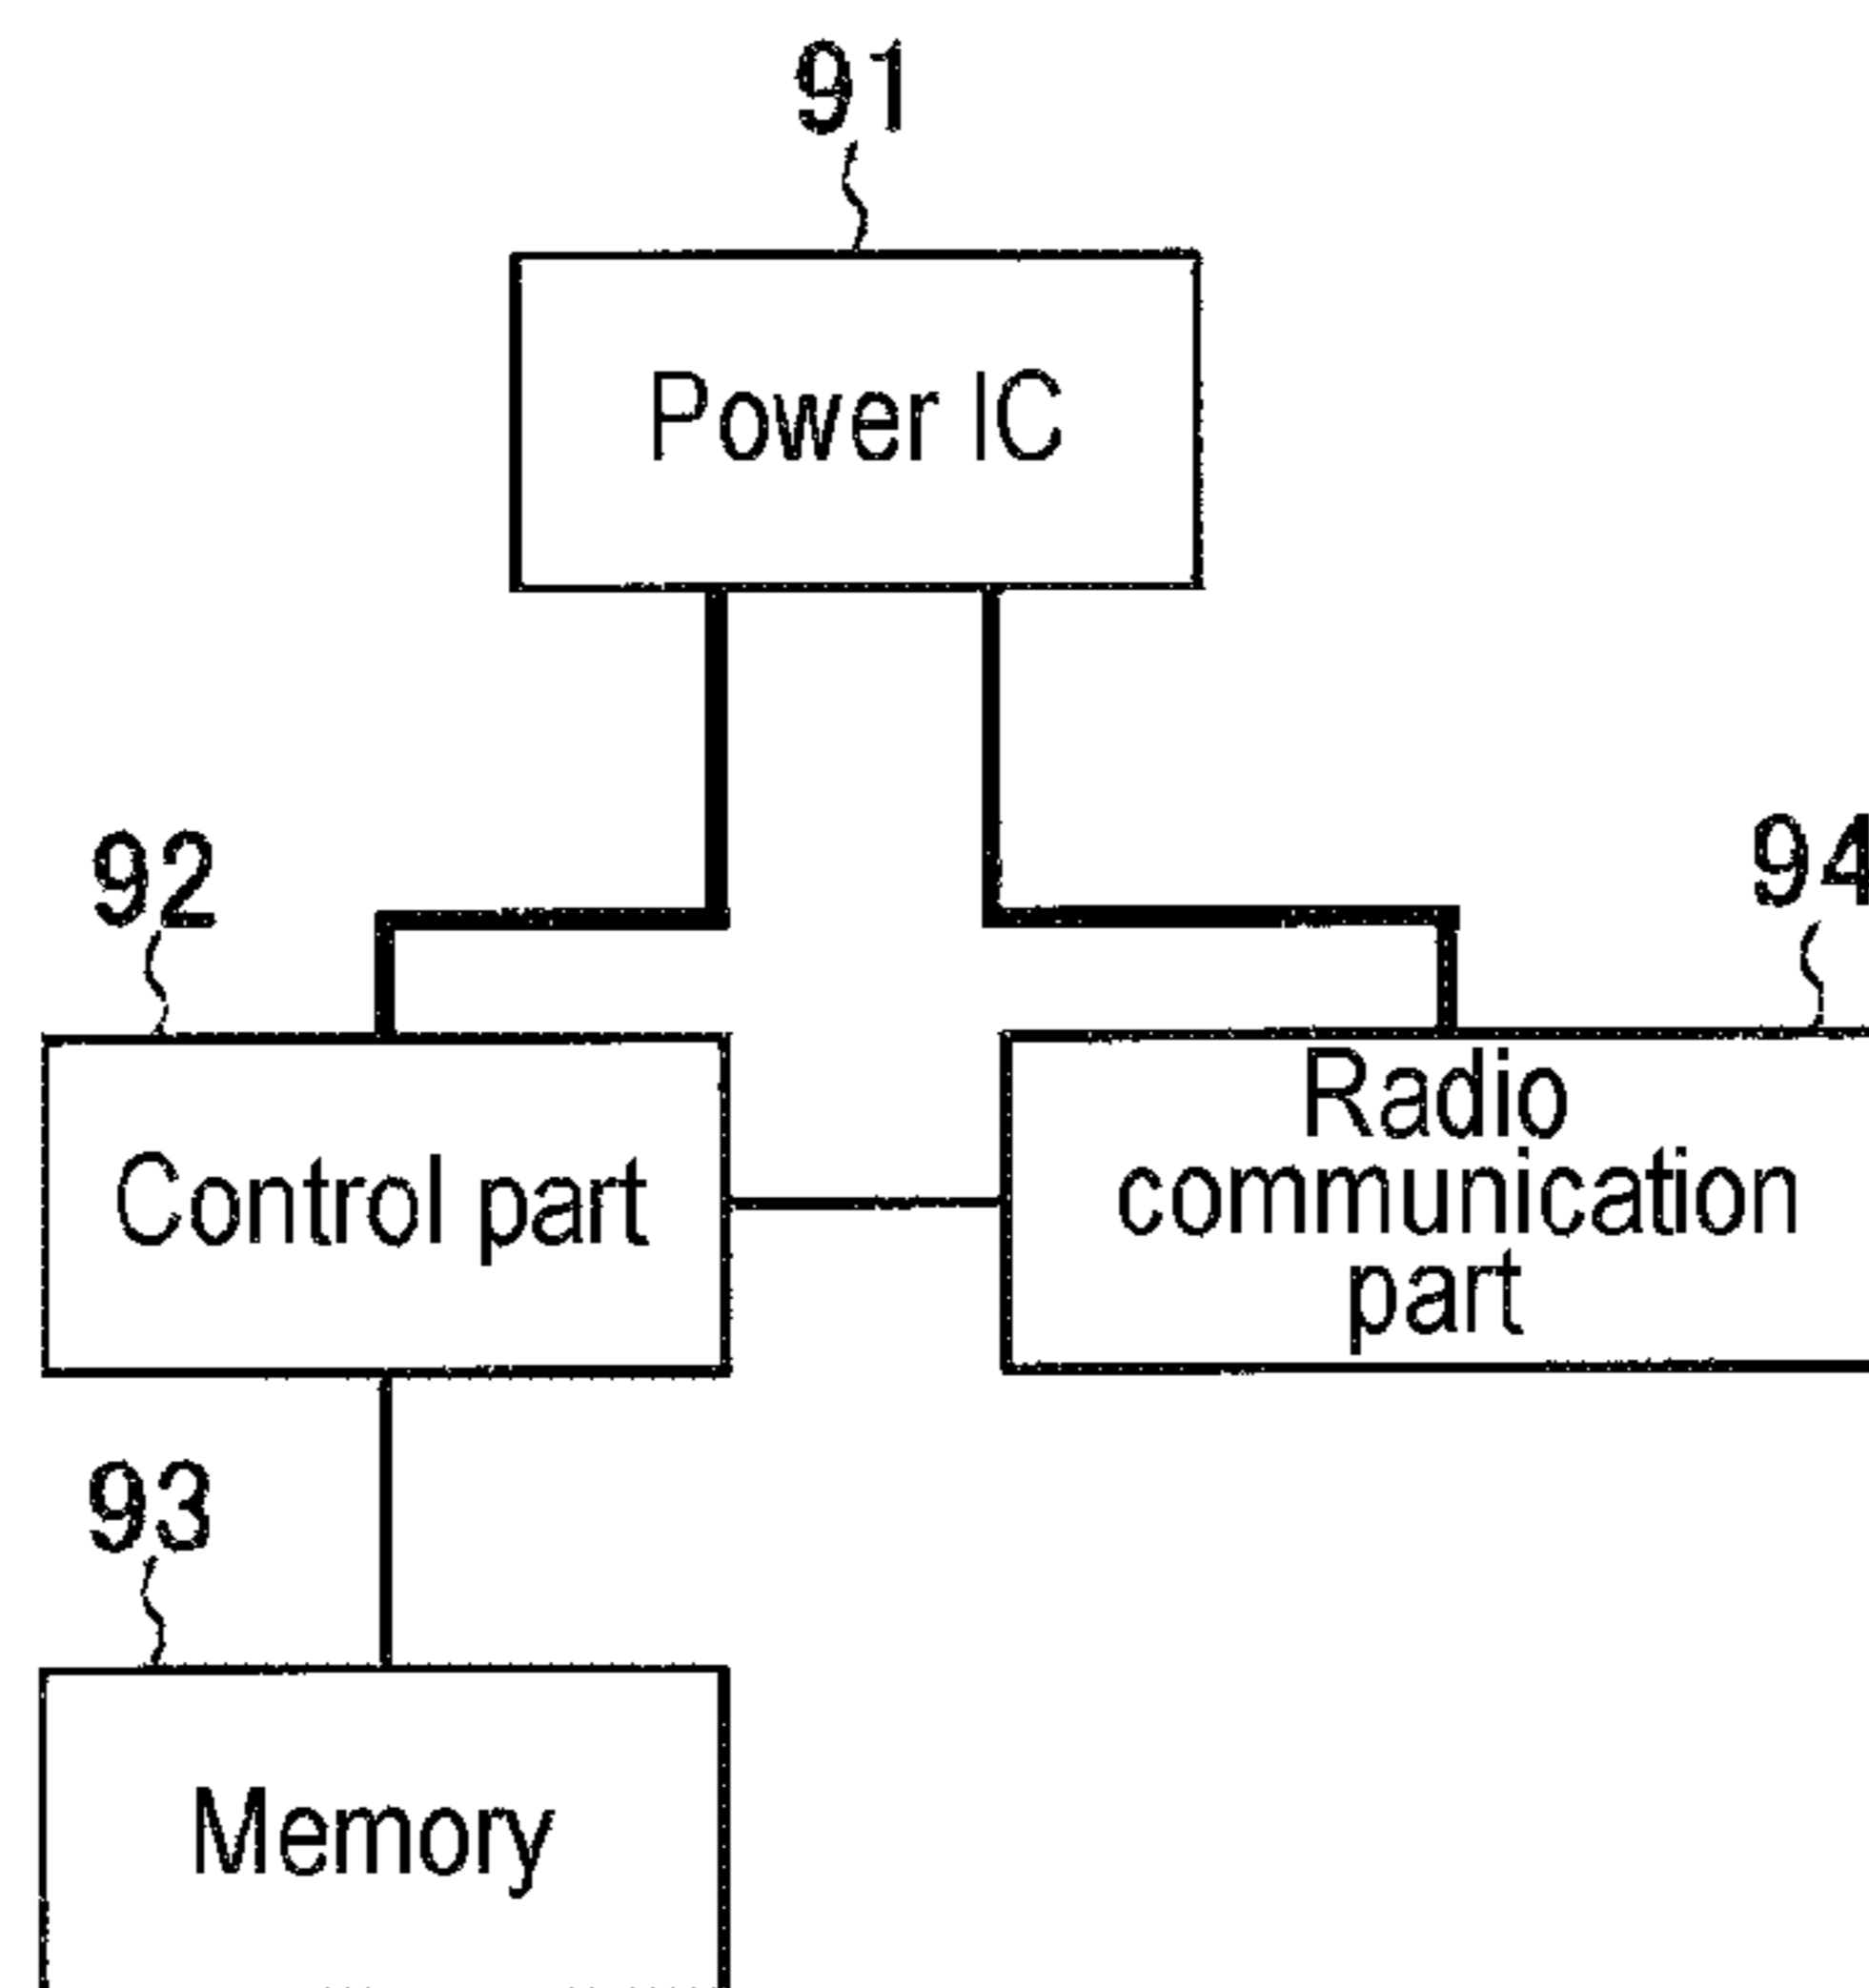 91
Power IC
92
94
Control part
Radio
communication
part
93
Memory